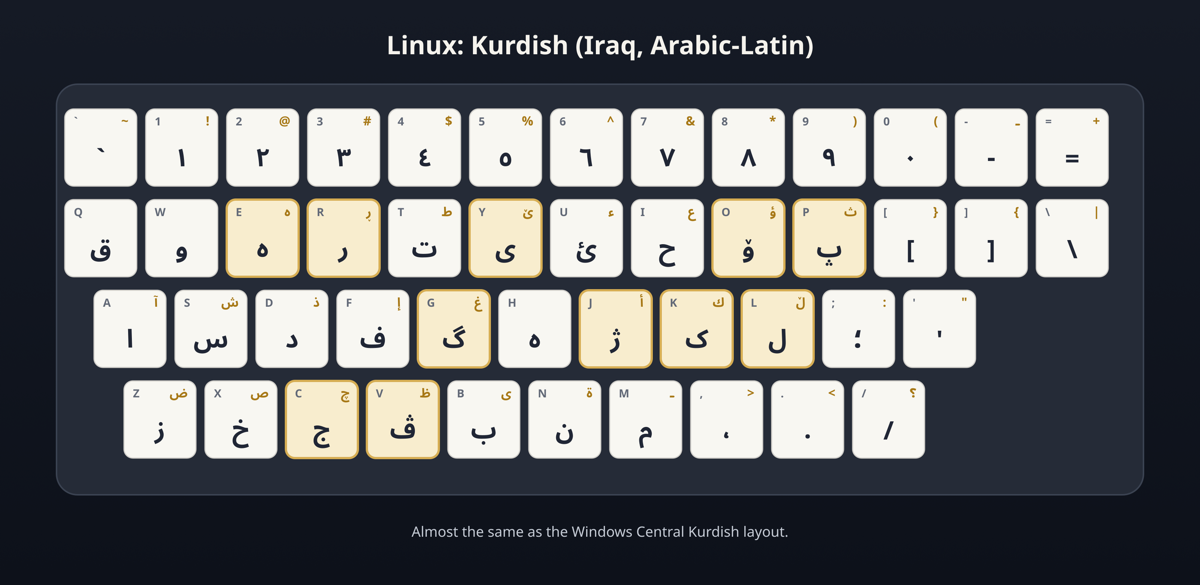 Linux: Kurdish (Iraq, Arabic-Latin)
` ~ 1 ! 2 @ 3 # 4 $ 5 % 6 ^ 7 & 8 * 9 ) 0 ( - ـ = +
` ١ ٢ ٣ ٤ ٥ ٦ ٧ ٨ ٩ ٠ - =
Q W E ه R ڕ T ط Y ێ U ء I ع O ؤ P ث [ } ] { \ |
ق و ە ر ت ی ئ ح ۆ پ [ ] \
A آ S ش D ذ F إ G غ H J أ K ك L ڵ ; : ' "
ا س د ف گ ه ژ ک ل ؛ '
Z ض X ص C چ V ظ B ى N ة M ـ , > . < / ؟
ز خ ج ڤ ب ن م ، . /
Almost the same as the Windows Central Kurdish layout.